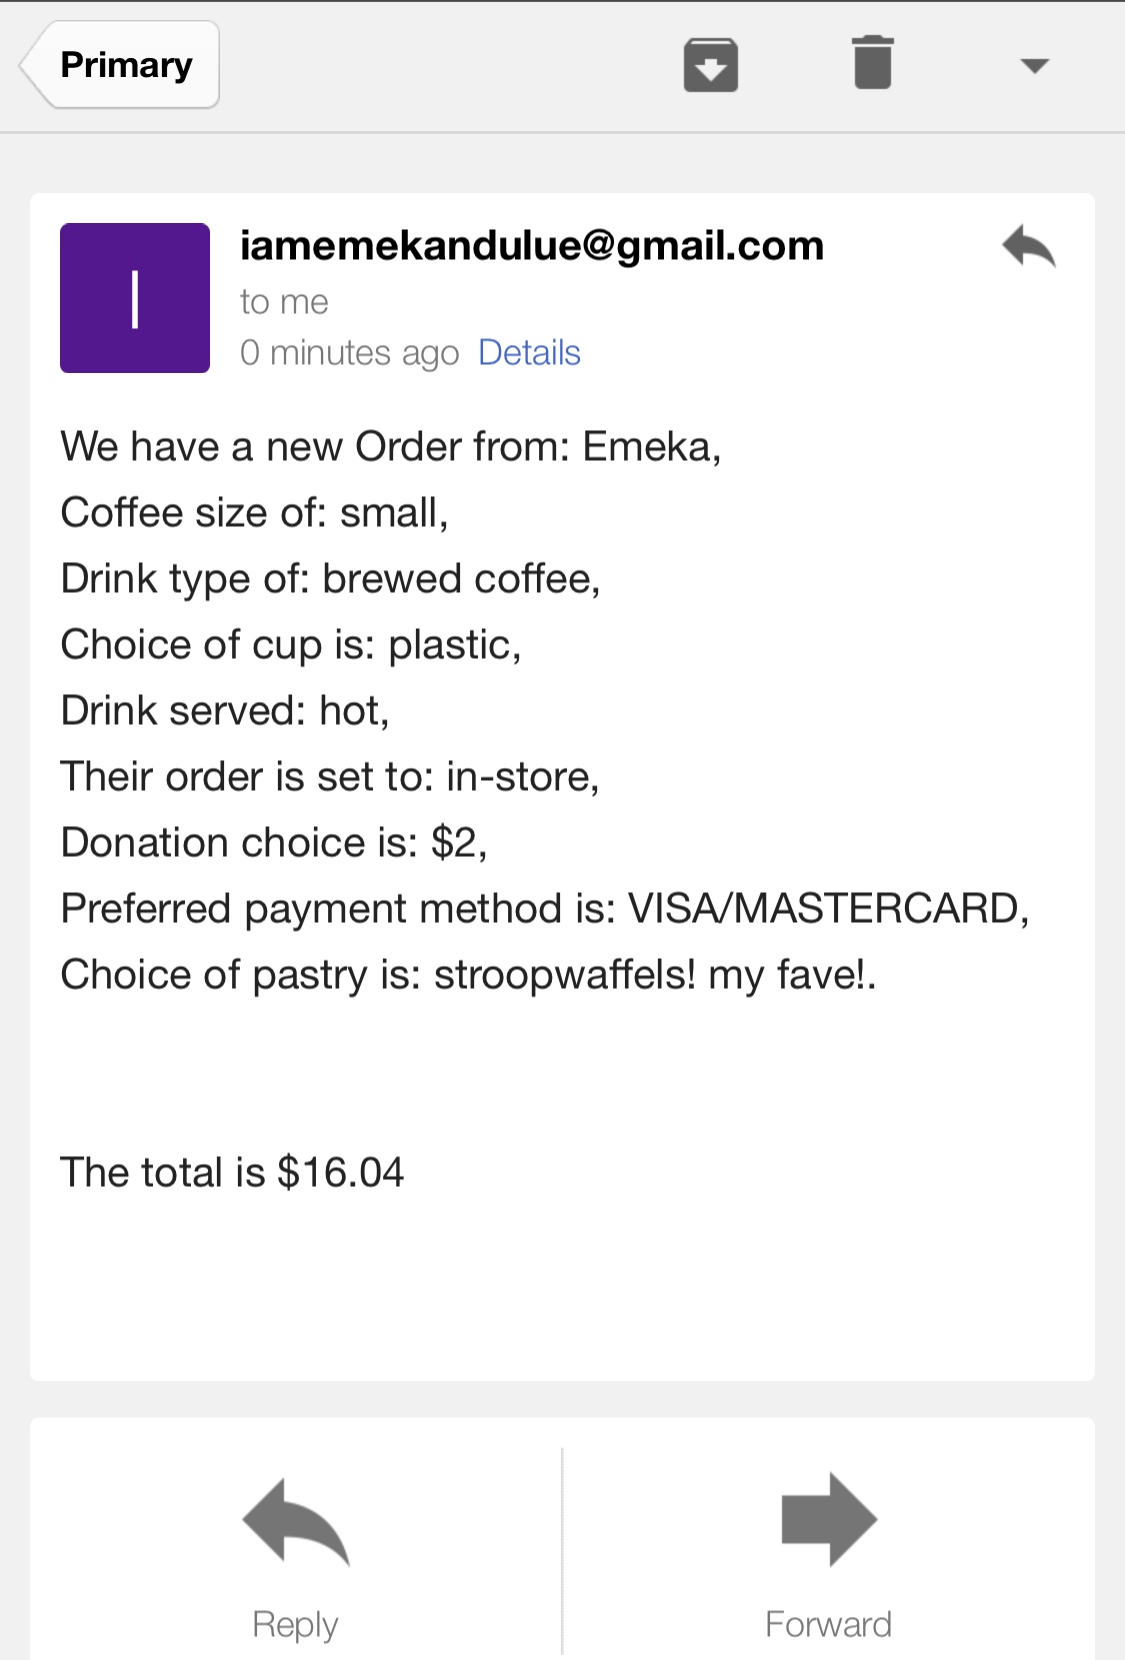 Primary
I
iamemekandulue@gmail.com
to me
0 minutes ago Details
We have a new Order from: Emeka,
Coffee size of: small,
Drink type of: brewed coffee,
Choice of cup is: plastic,
Drink served: hot,
Their order is set to: in-store,
Donation choice is: $2,
Preferred payment method is: VISA/MASTERCARD,
Choice of pastry is: stroopwaffels! my fave!.
The total is $16.04
Reply
Forward